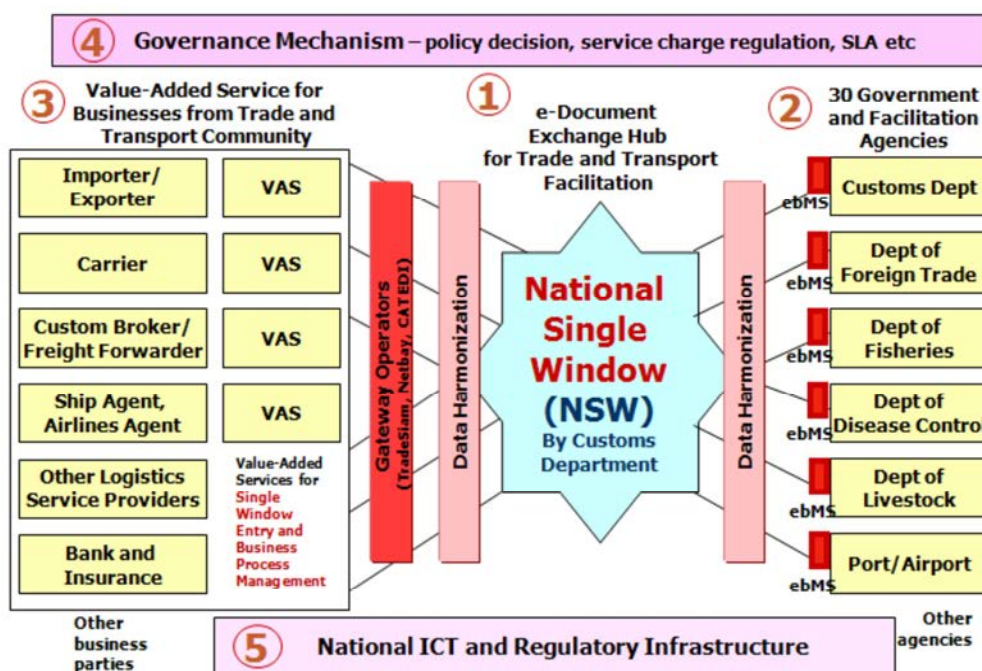 4 Governance Mechanism – policy decision, service charge regulation, SLA etc
3 Value-Added Service for
Businesses from Trade and
Transport Community
1
e-Document
Exchange Hub
for Trade and Transport
Facilitation
2 30 Government
and Facilitation
Agencies
Importer/
Exporter
VAS
Carrier
VAS
Custom Broker/
Freight Forwarder
VAS
Ship Agent,
Airlines Agent
VAS
Other Logistics
Service Providers
Bank and
Insurance
Value-Added
Services for
Single
Window
Entry and
Business
Process
Management
Other
business
parties
Gateway Operators
(TradeSiam, Netbay, CATEDI)
Data Harmonization
National
Single
Window
(NSW)
By Customs
Department
Data Harmonization
ebMS
Customs Dept
ebMS
Dept of
Foreign Trade
ebMS
Dept of
Fisheries
ebMS
Dept of
Disease Control
ebMS
Dept of
Livestock
ebMS
Port/Airport
Other
agencies
5 National ICT and Regulatory Infrastructure